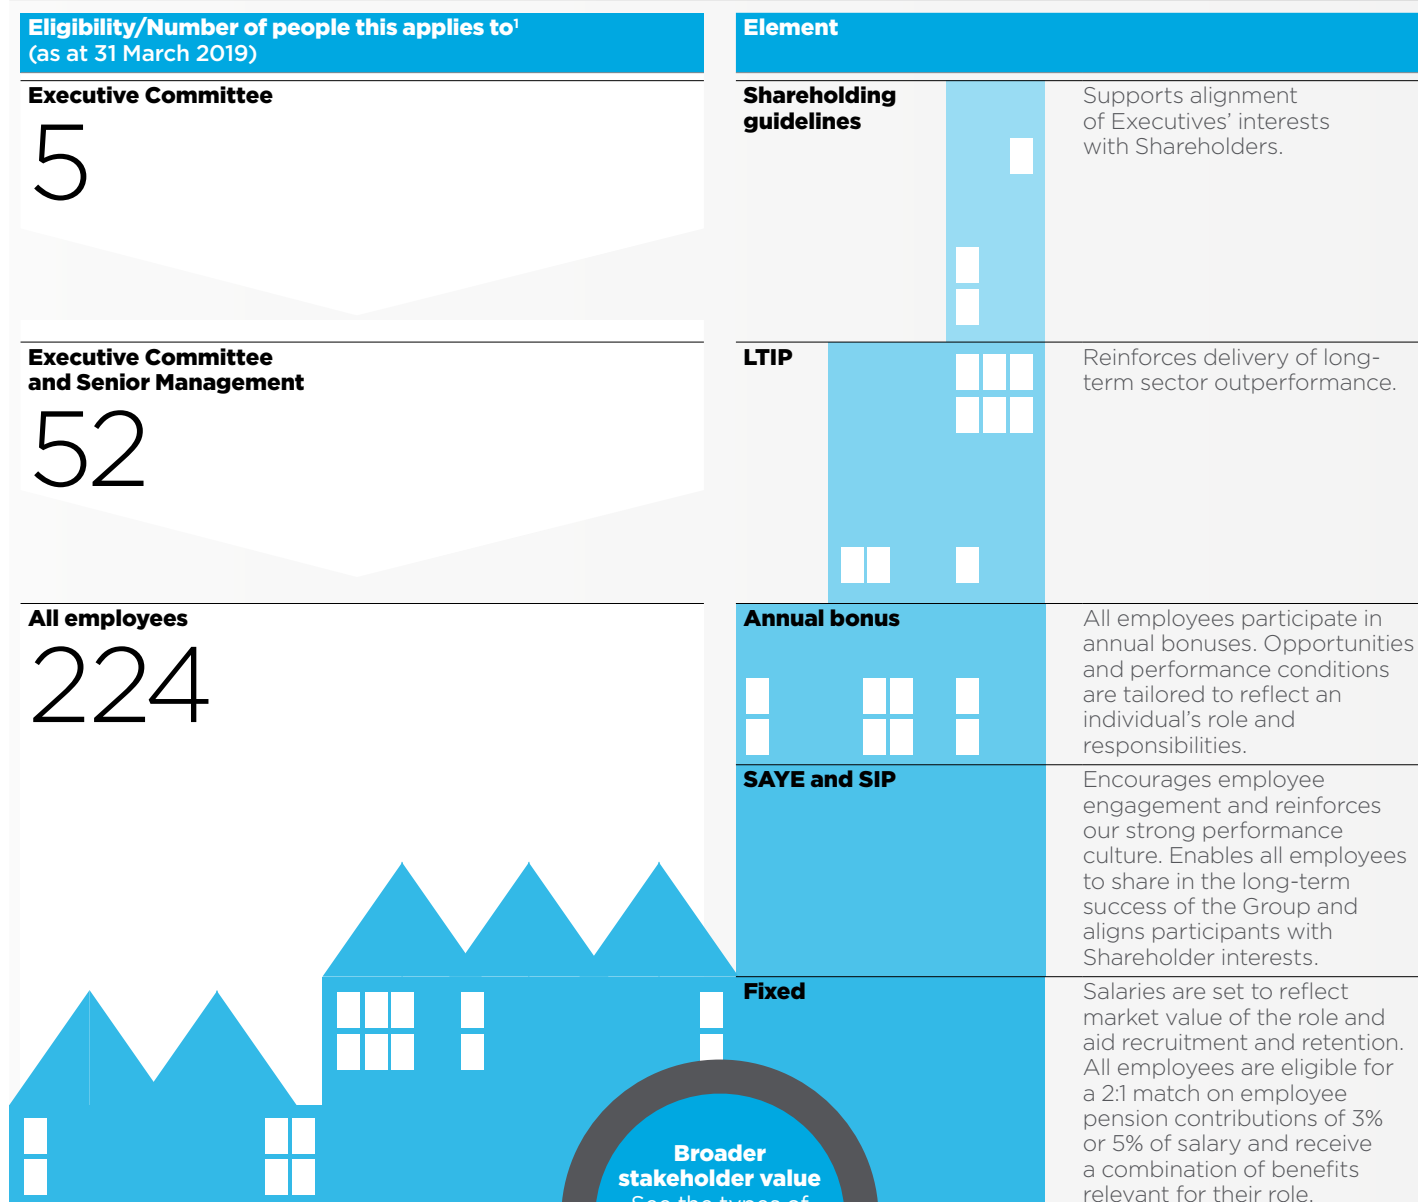 Eligibility/Number of people this applies to¹
(as at 31 March 2019)
Element
Executive Committee
5
Shareholding
guidelines
Supports alignment
of Executives’ interests
with Shareholders.
Executive Committee
and Senior Management
52
LTIP
Reinforces delivery of long-
term sector outperformance.
All employees
224
Annual bonus
All employees participate in
annual bonuses. Opportunities
and performance conditions
are tailored to reflect an
individual’s role and
responsibilities.
SAYE and SIP
Encourages employee
engagement and reinforces
our strong performance
culture. Enables all employees
to share in the long-term
success of the Group and
aligns participants with
Shareholder interests.
Fixed
Salaries are set to reflect
market value of the role and
aid recruitment and retention.
All employees are eligible for
a 2:1 match on employee
pension contributions of 3%
or 5% of salary and receive
a combination of benefits
relevant for their role.
Broader
stakeholder value
See the types of